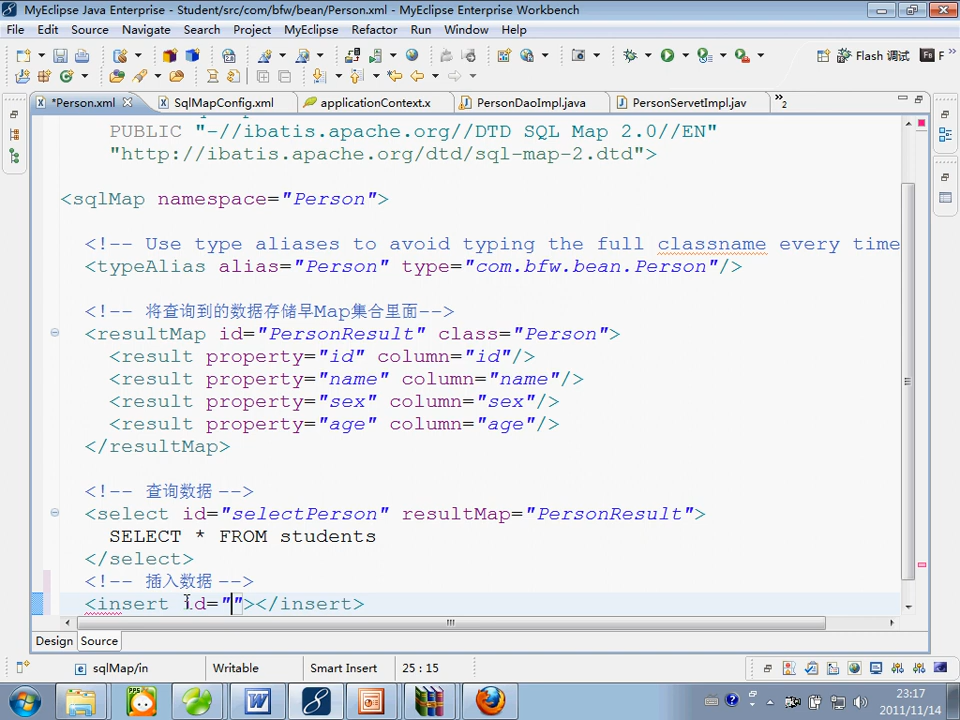 MyEclipse Java Enterprise - Student/src/com/bfw/bean/Person.xml - MyEclipse Enterprise Workbench
File Edit Source Navigate Search Project MyEclipse Refactor Run Window Help
Flash 调试 F
*Person.xml SqlMapConfig.xml applicationContext.x PersonDaoImpl.java PersonServetImpl.jav »2
PUBLIC "-//ibatis.apache.org//DTD SQL Map 2.0//EN"
"http://ibatis.apache.org/dtd/sql-map-2.dtd">
<sqlMap namespace="Person">
<!-- Use type aliases to avoid typing the full classname every time
<typeAlias alias="Person" type="com.bfw.bean.Person"/>
<!-- 将查询到的数据存储早Map集合里面-->
<resultMap id="PersonResult" class="Person">
<result property="id" column="id"/>
<result property="name" column="name"/>
<result property="sex" column="sex"/>
<result property="age" column="age"/>
</resultMap>
<!-- 查询数据 -->
<select id="selectPerson" resultMap="PersonResult">
SELECT * FROM students
</select>
<!-- 插入数据 -->
<insert id=""></insert>
Design Source
sqlMap/in Writable Smart Insert 25 : 15
23:17
2011/11/14